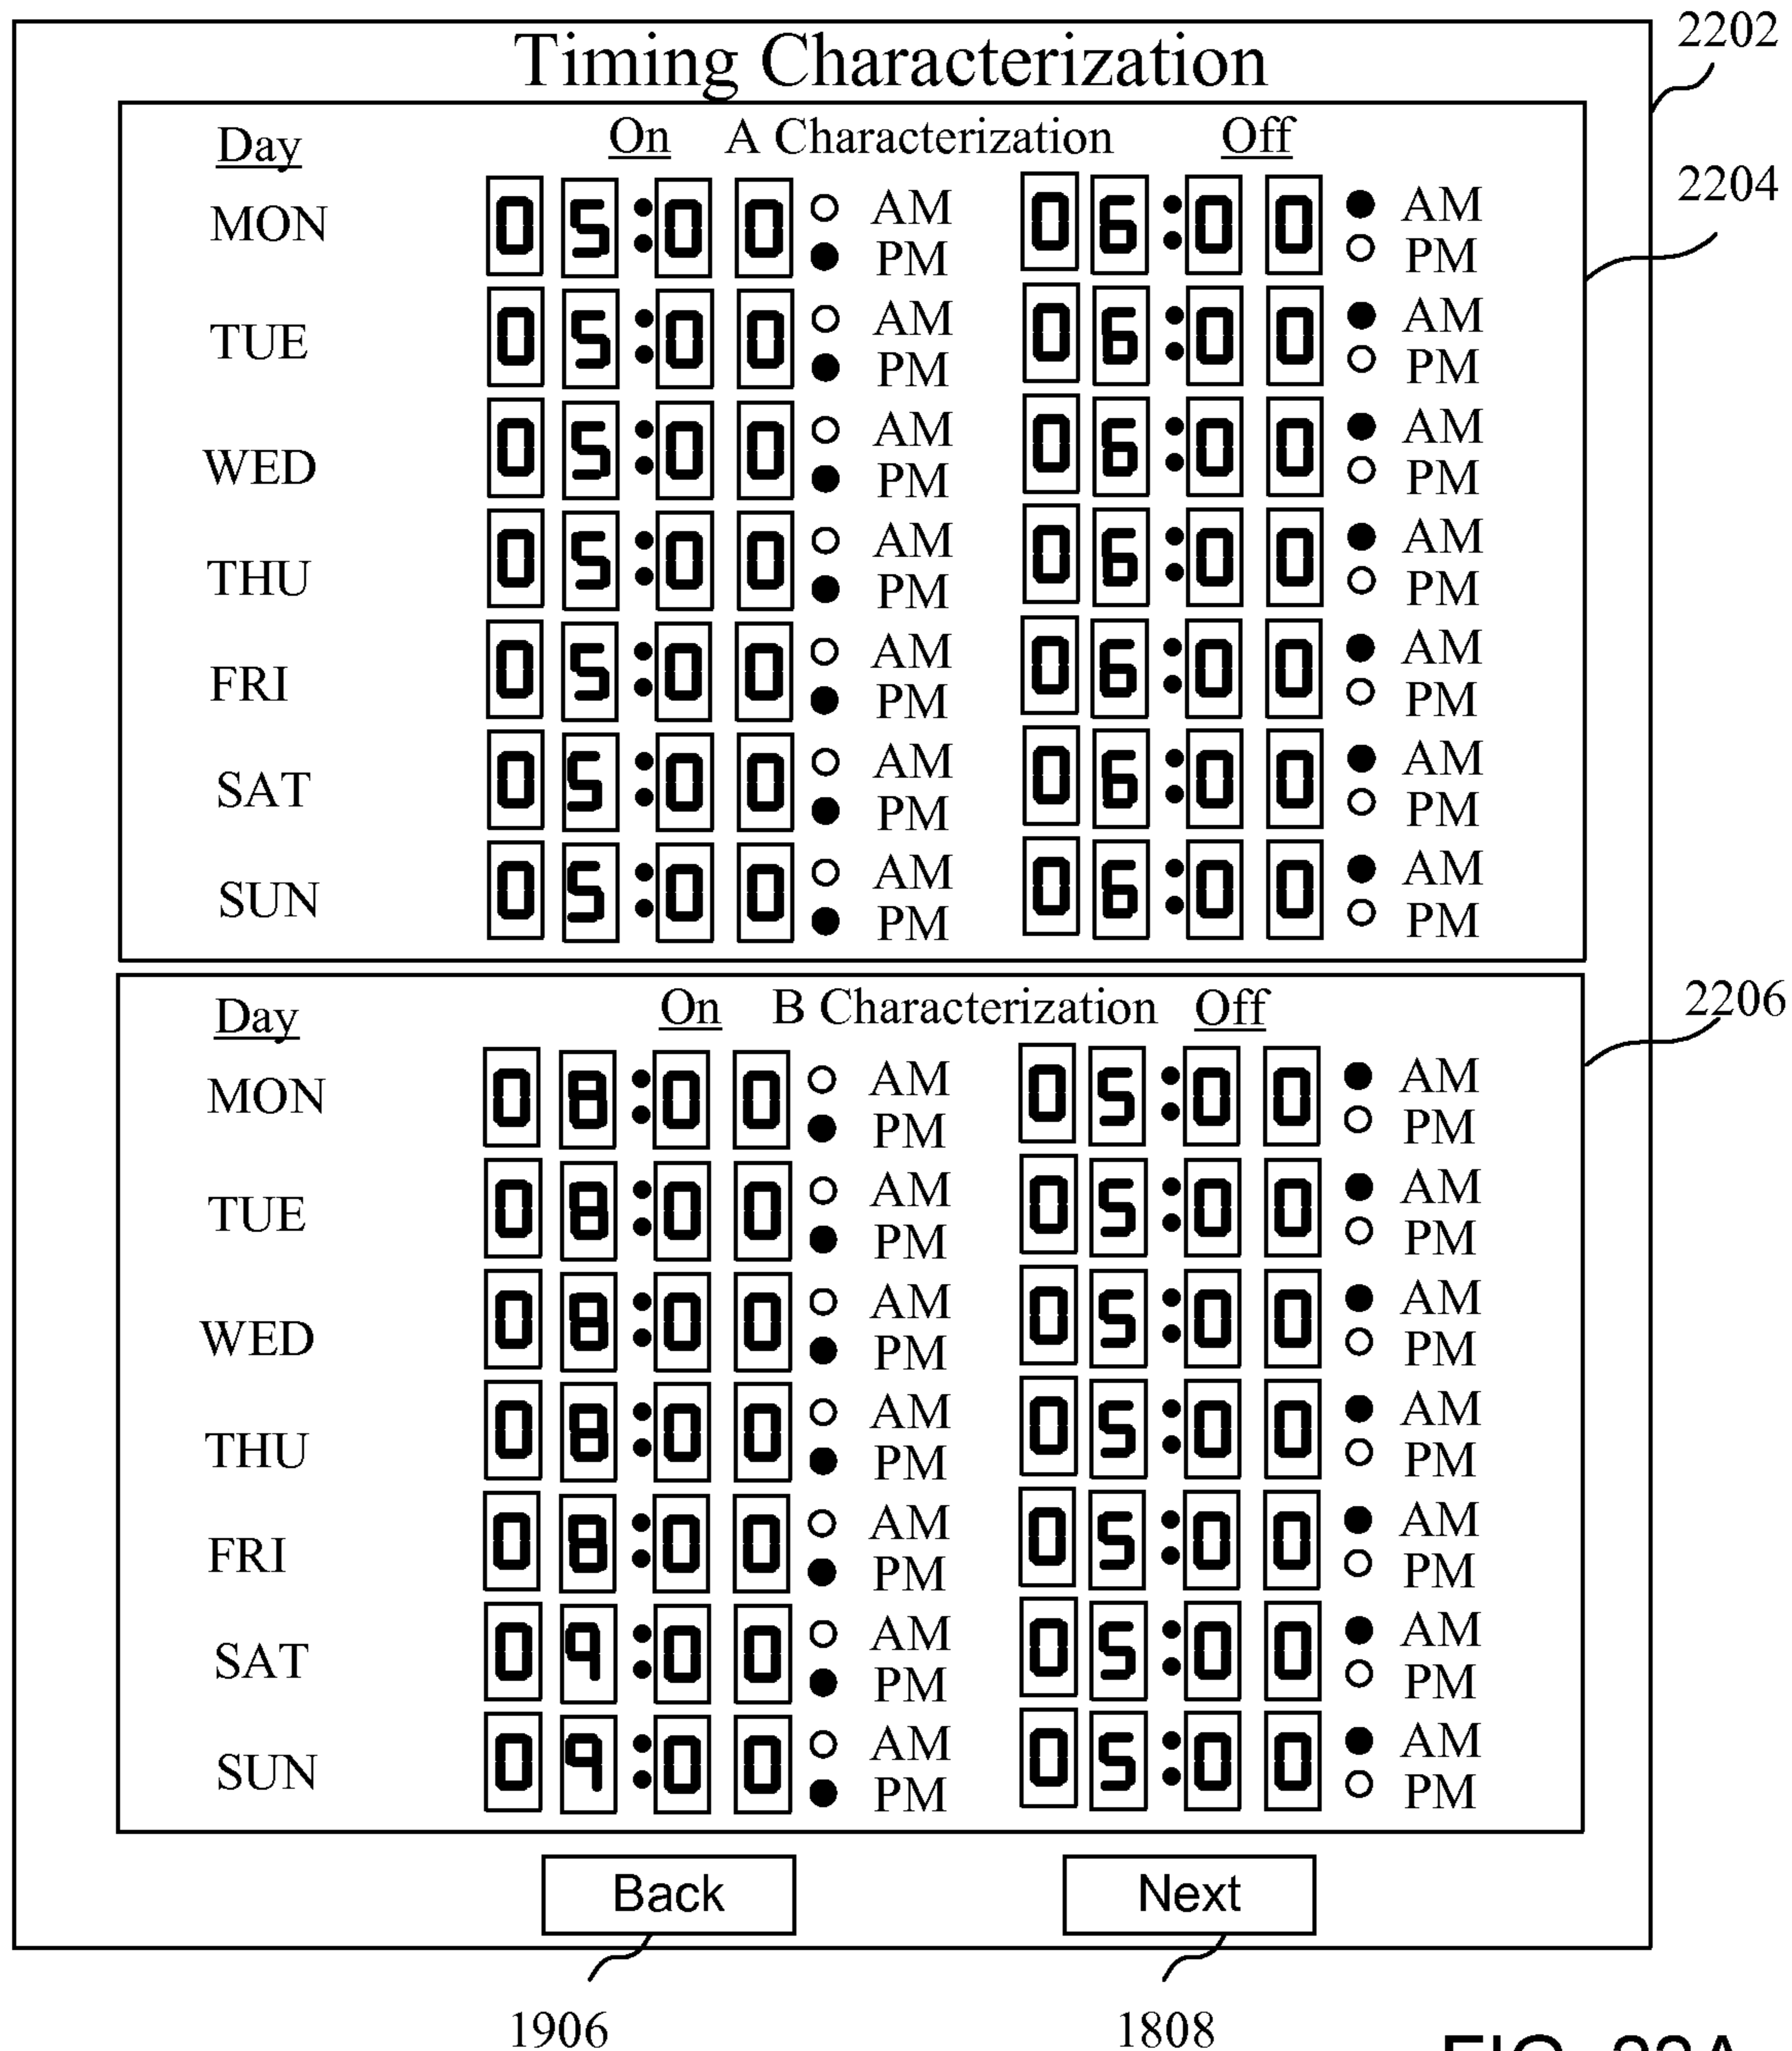 Timing Characterization
2202
Day On A Characterization Off
2204
MON 05:00 AM PM 06:00 AM PM
TUE 05:00 AM PM 06:00 AM PM
WED 05:00 AM PM 06:00 AM PM
THU 05:00 AM PM 06:00 AM PM
FRI 05:00 AM PM 06:00 AM PM
SAT 05:00 AM PM 06:00 AM PM
SUN 05:00 AM PM 06:00 AM PM
Day On B Characterization Off
2206
MON 08:00 AM PM 05:00 AM PM
TUE 08:00 AM PM 05:00 AM PM
WED 08:00 AM PM 05:00 AM PM
THU 08:00 AM PM 05:00 AM PM
FRI 08:00 AM PM 05:00 AM PM
SAT 09:00 AM PM 05:00 AM PM
SUN 09:00 AM PM 05:00 AM PM
Back Next
1906 1808